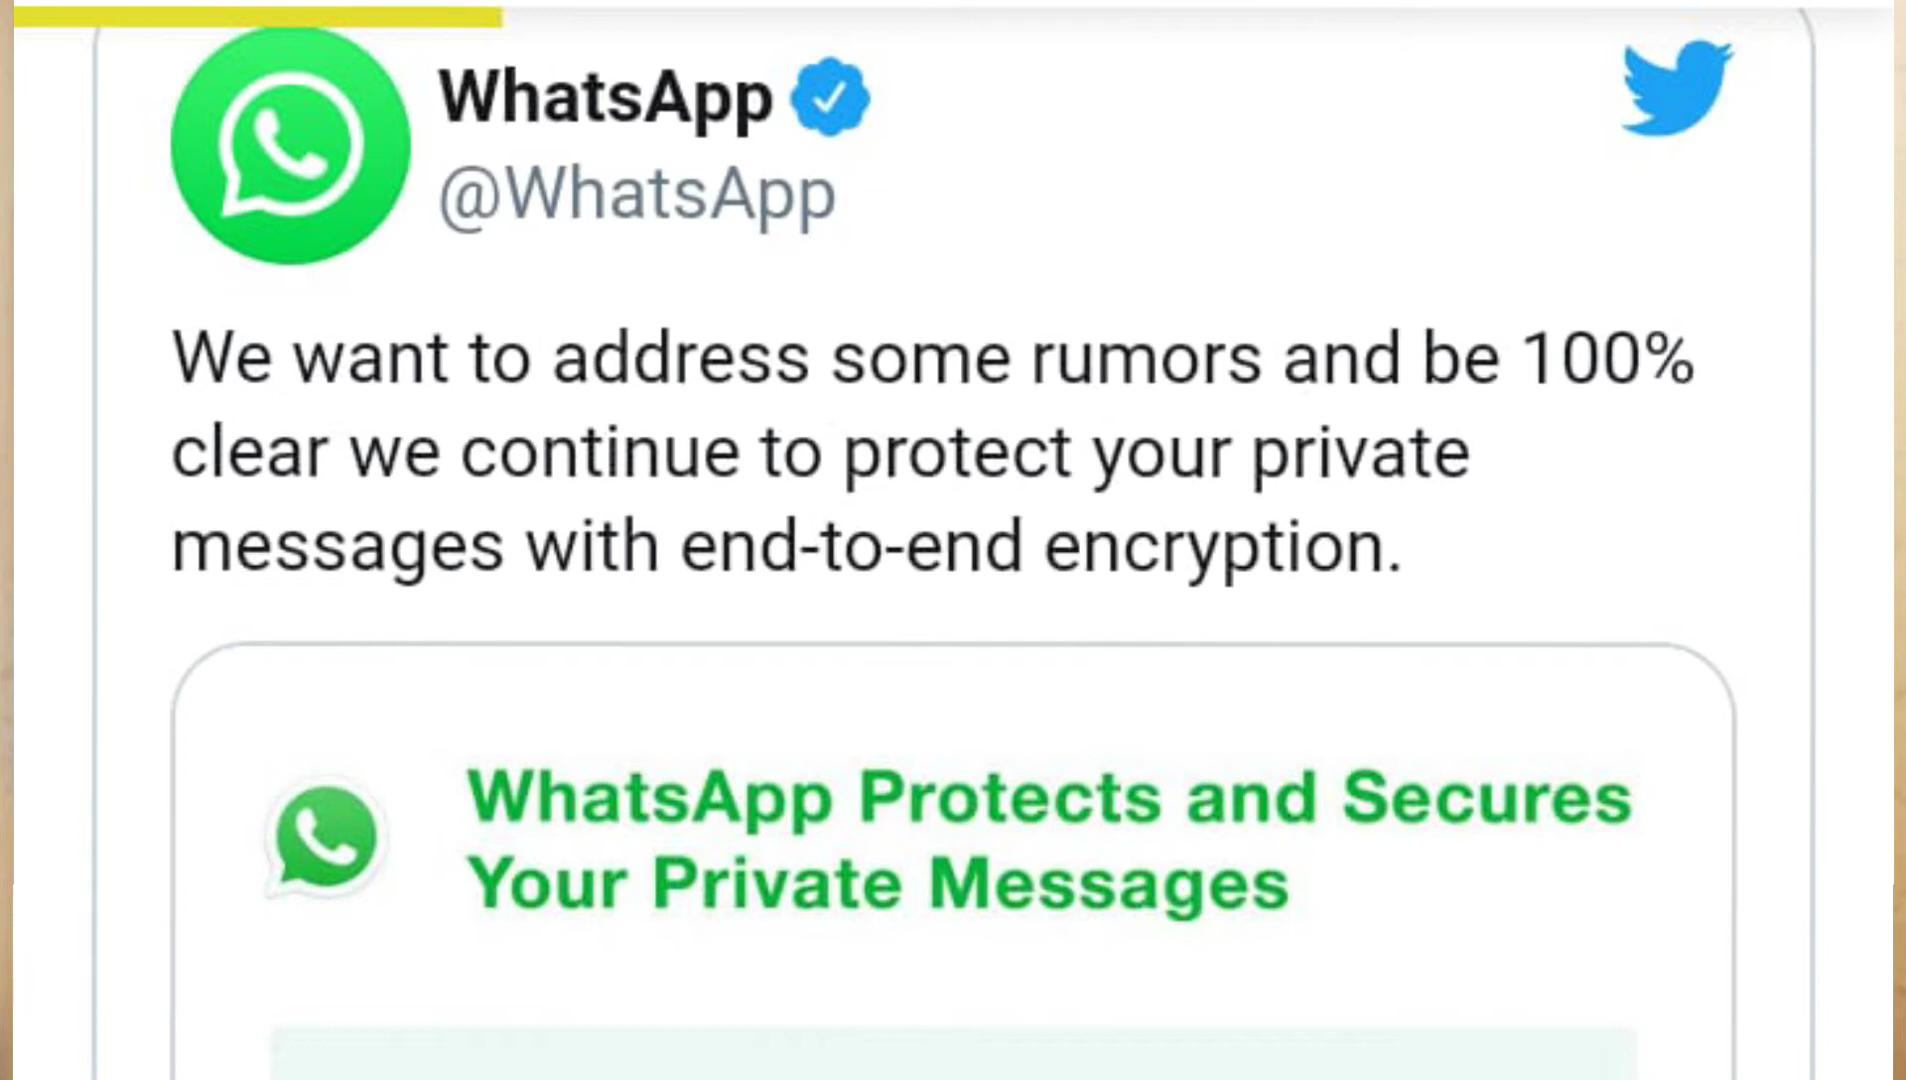 WhatsApp
@WhatsApp
We want to address some rumors and be 100%
clear we continue to protect your private
messages with end-to-end encryption.
WhatsApp Protects and Secures
Your Private Messages